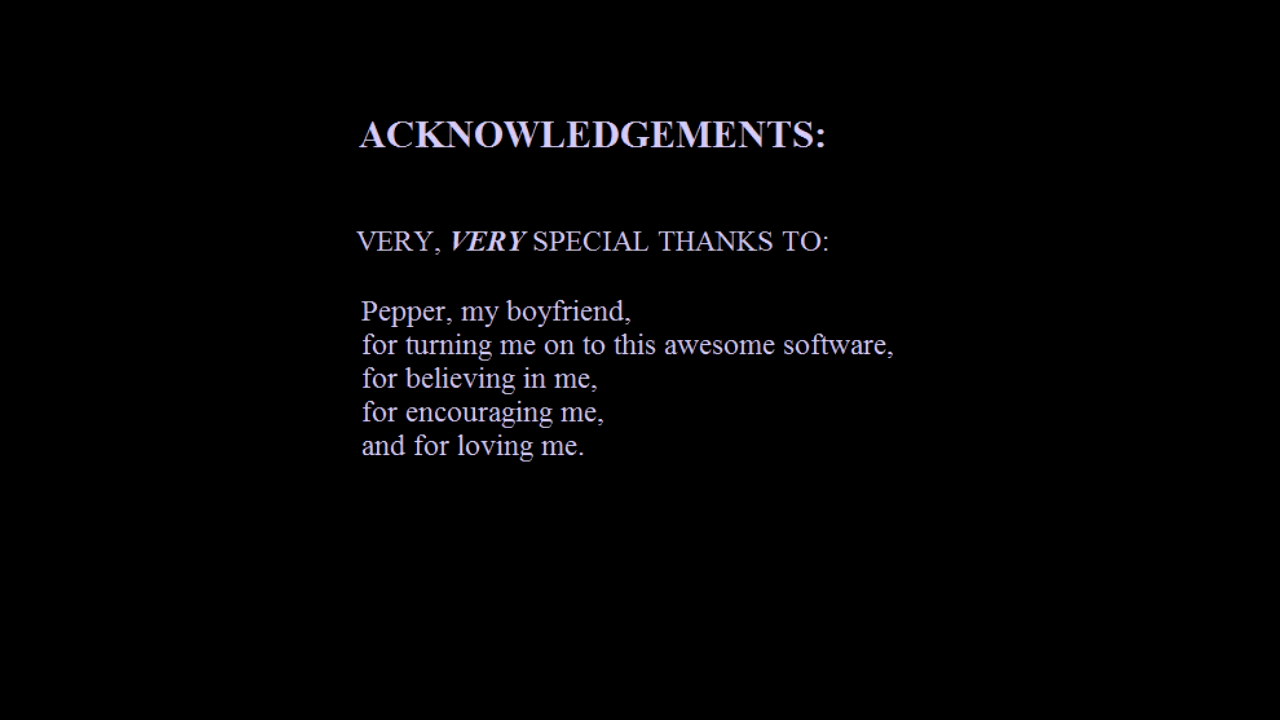 ACKNOWLEDGEMENTS:
VERY, VERY SPECIAL THANKS TO:
Pepper, my boyfriend,
for turning me on to this awesome software,
for believing in me,
for encouraging me,
and for loving me.